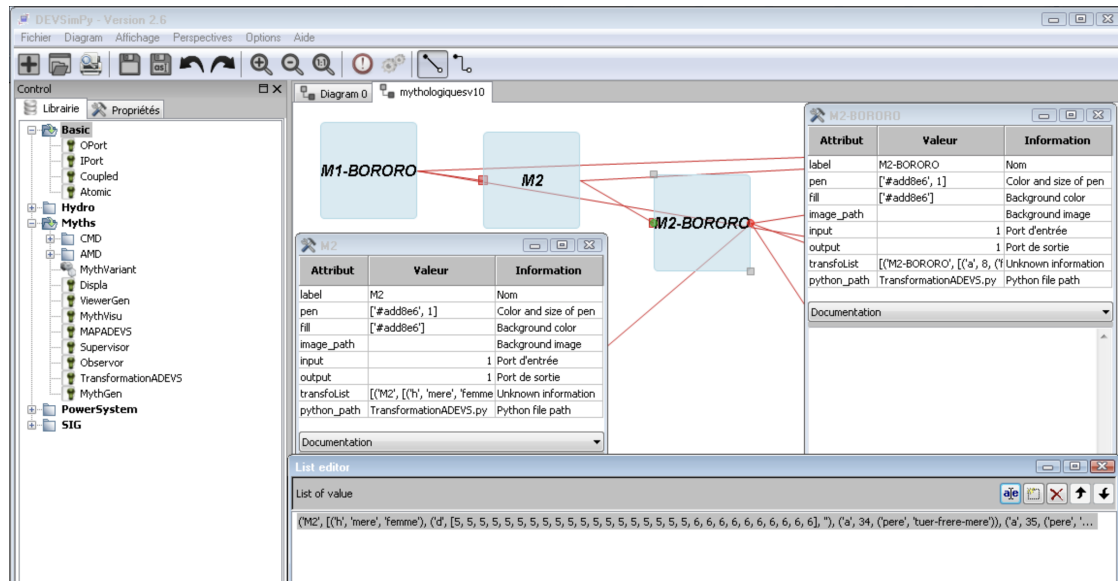 DEVSimPy - Version 2.6
Fichier Diagram Affichage Perspectives Options Aide
Control
Librairie Propriétés
Diagram 0 mythologiquesv10
Basic
OPort
IPort
Coupled
Atomic
Hydro
Myths
CMD
AMD
MythVariant
Displa
ViewerGen
MythVisu
MAPADEVS
Supervisor
Observor
TransformationADEVS
MythGen
PowerSystem
SIG
M1-BORORO
M2
M2-BORORO
M2-BORORO
Attribut Valeur Information
label M2-BORORO Nom
pen ['#add8e6', 1] Color and size of pen
fill ['#add8e6'] Background color
image_path Background image
input 1 Port d'entrée
output 1 Port de sortie
transfoList [('M2-BORORO', [('a', 8, ('f Unknown information
python_path TransformationADEVS.py Python file path
Documentation
M2
Attribut Valeur Information
label M2 Nom
pen ['#add8e6', 1] Color and size of pen
fill ['#add8e6'] Background color
image_path Background image
input 1 Port d'entrée
output 1 Port de sortie
transfoList [('M2', [('h', 'mere', 'femme Unknown information
python_path TransformationADEVS.py Python file path
Documentation
List editor
List of value
('M2', [('h', 'mere', 'femme'), ('d', [5, 5, 5, 5, 5, 5, 5, 5, 5, 5, 5, 5, 5, 5, 5, 5, 5, 5, 5, 5, 6, 6, 6, 6, 6, 6, 6, 6, 6, 6], ''), ('a', 34, ('pere', 'tuer-frere-mere')), ('a', 35, ('pere', '...